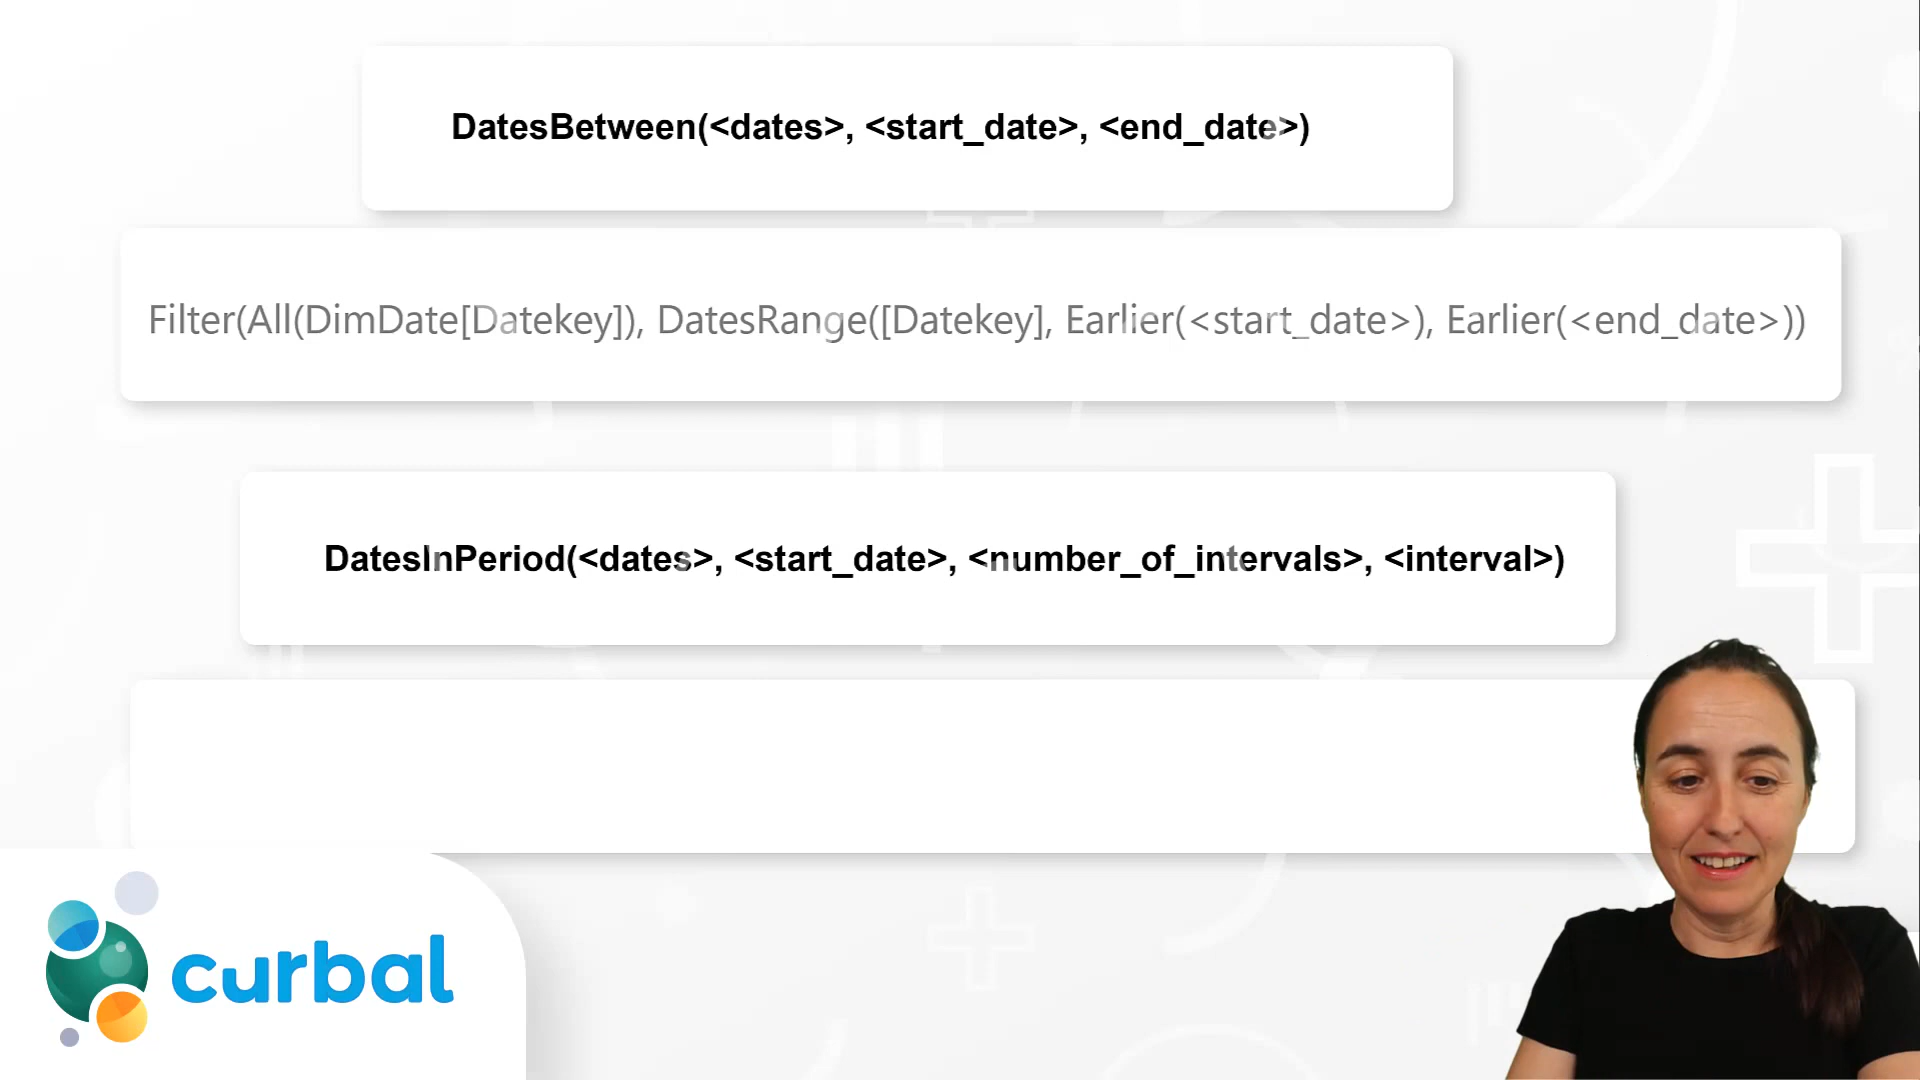 DatesBetween(<dates>, <start_date>, <end_date>)
Filter(All(DimDate[Datekey]), DatesRange([Datekey], Earlier(<start_date>), Earlier(<end_date>))
DatesInPeriod(<dates>, <start_date>, <number_of_intervals>, <interval>)
curbal